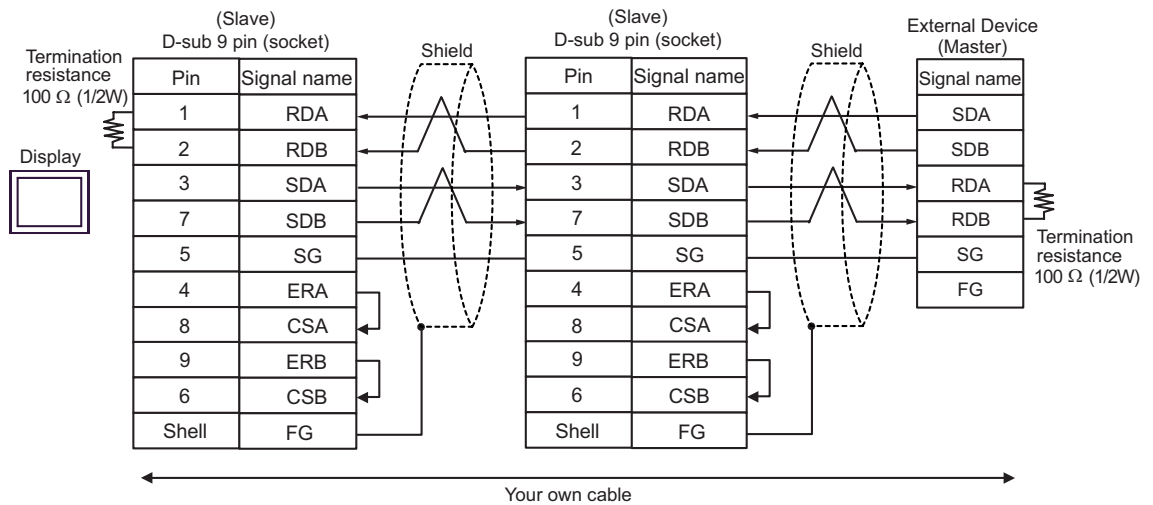 (Slave)
D-sub 9 pin (socket)
(Slave)
D-sub 9 pin (socket)
External Device
(Master)
Termination
resistance
100 Ω (1/2W)
Shield
Shield
Display
Pin Signal name
1 RDA
2 RDB
3 SDA
7 SDB
5 SG
4 ERA
8 CSA
9 ERB
6 CSB
Shell FG
Pin Signal name
1 RDA
2 RDB
3 SDA
7 SDB
5 SG
4 ERA
8 CSA
9 ERB
6 CSB
Shell FG
Signal name
SDA
SDB
RDA
RDB
SG
FG
Termination
resistance
100 Ω (1/2W)
Your own cable